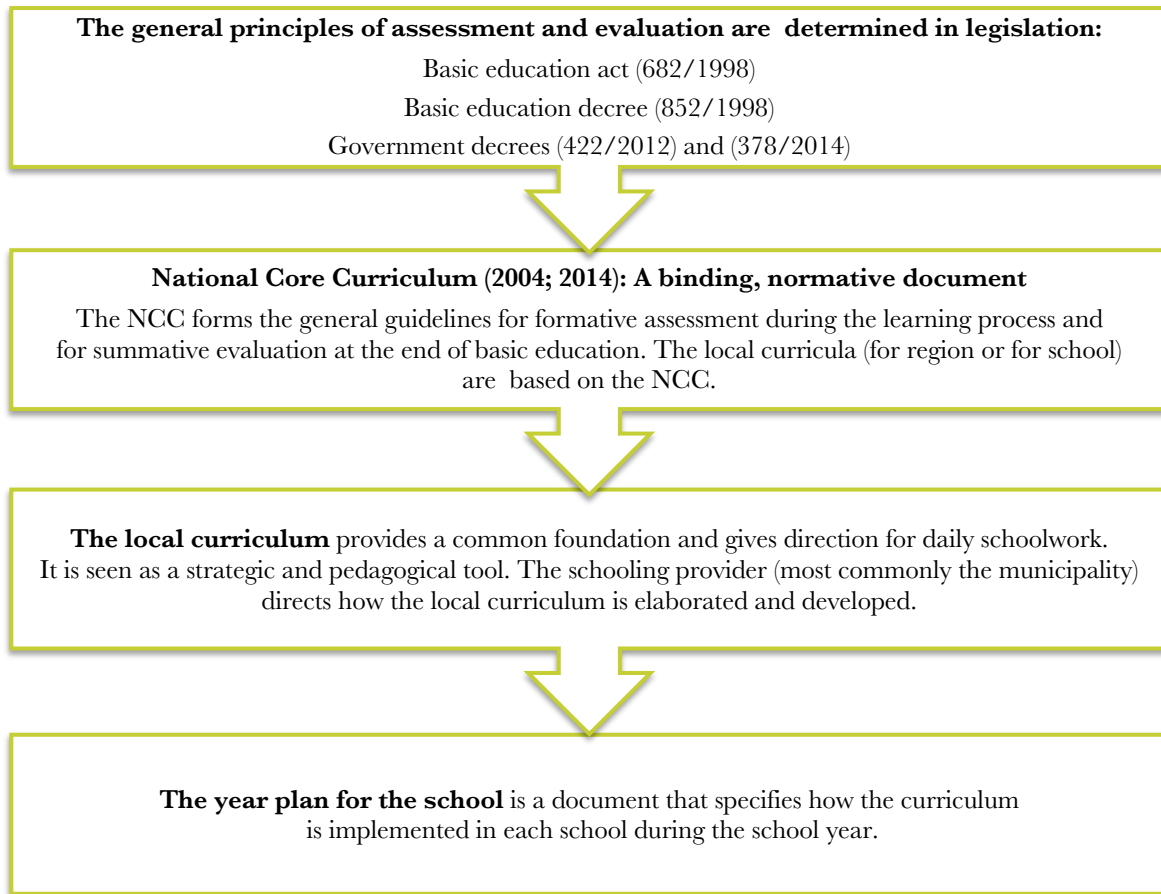 The general principles of assessment and evaluation are determined in legislation:
Basic education act (682/1998)
Basic education decree (852/1998)
Government decrees (422/2012) and (378/2014)
National Core Curriculum (2004; 2014): A binding, normative document
The NCC forms the general guidelines for formative assessment during the learning process and
for summative evaluation at the end of basic education. The local curricula (for region or for school)
are based on the NCC.
The local curriculum provides a common foundation and gives direction for daily schoolwork.
It is seen as a strategic and pedagogical tool. The schooling provider (most commonly the municipality)
directs how the local curriculum is elaborated and developed.
The year plan for the school is a document that specifies how the curriculum
is implemented in each school during the school year.